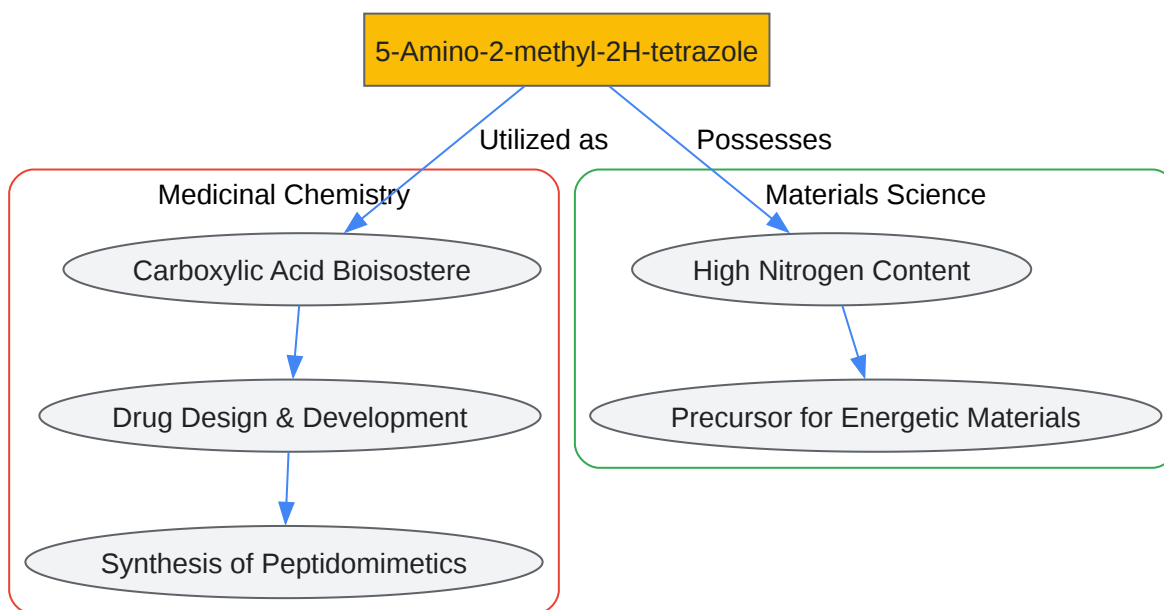 5-Amino-2-methyl-2H-tetrazole
Utilized as
Possesses
Medicinal Chemistry
Materials Science
Carboxylic Acid Bioisostere
High Nitrogen Content
Drug Design & Development
Precursor for Energetic Materials
Synthesis of Peptidomimetics